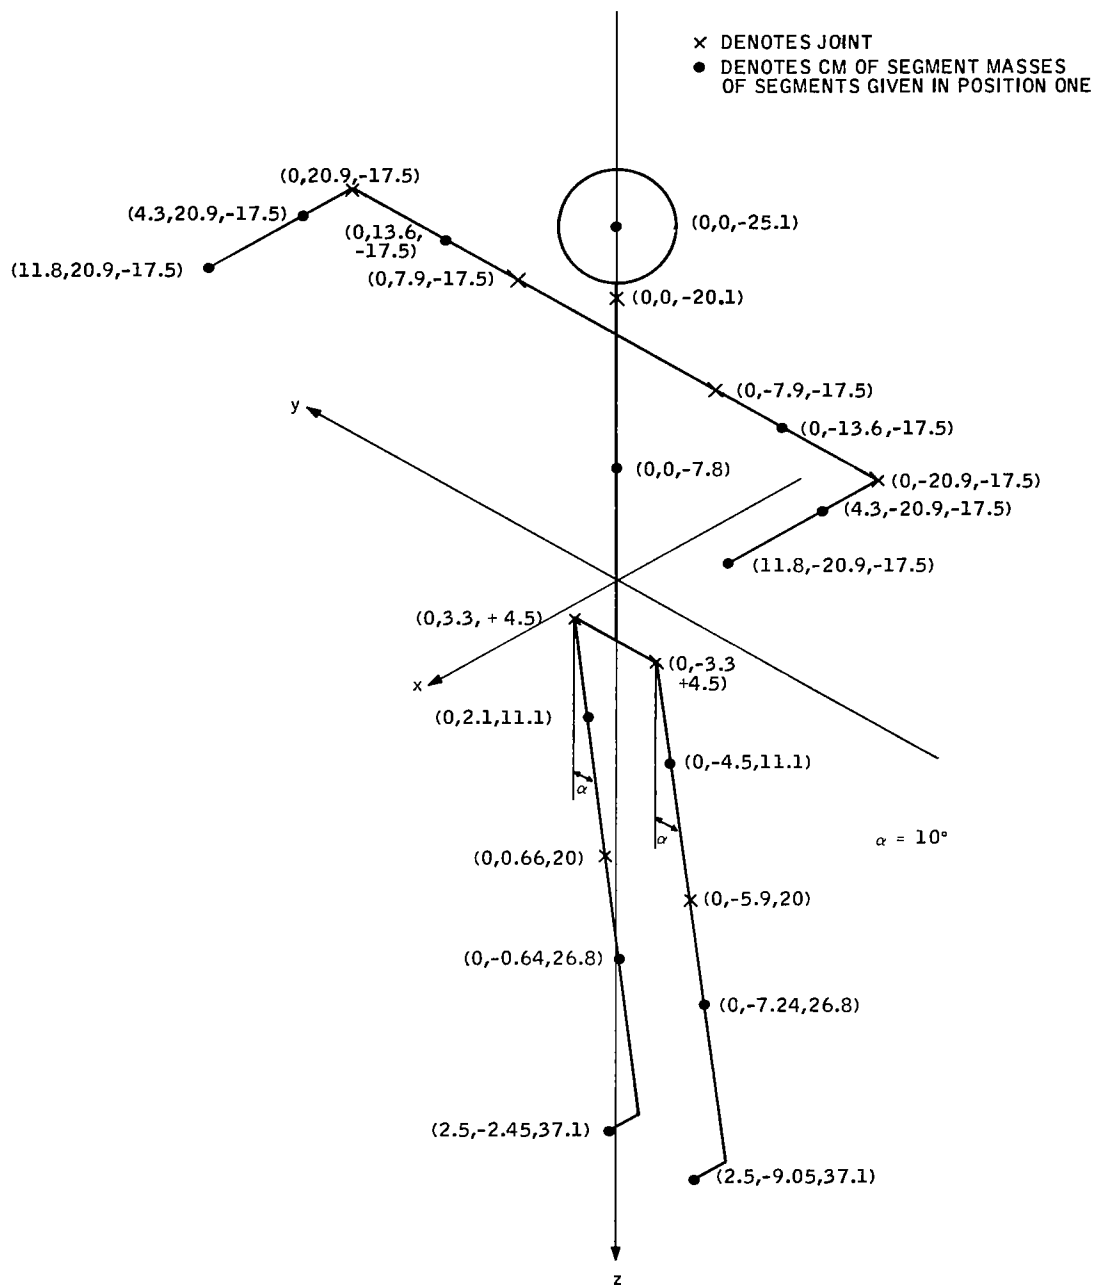 × DENOTES JOINT
● DENOTES CM OF SEGMENT MASSES
OF SEGMENTS GIVEN IN POSITION ONE
(0,20.9,-17.5)
(4.3,20.9,-17.5)
(0,13.6,
-17.5)
(0,0,-25.1)
(11.8,20.9,-17.5)
(0,7.9,-17.5)
(0,0,-20.1)
(0,-7.9,-17.5)
y
(0,-13.6,-17.5)
(0,0,-7.8)
(0,-20.9,-17.5)
(4.3,-20.9,-17.5)
(11.8,-20.9,-17.5)
(0,3.3, + 4.5)
(0,-3.3
+4.5)
x
(0,2.1,11.1)
(0,-4.5,11.1)
α
α
α = 10°
(0,0.66,20)
(0,-5.9,20)
(0,-0.64,26.8)
(0,-7.24,26.8)
(2.5,-2.45,37.1)
(2.5,-9.05,37.1)
z